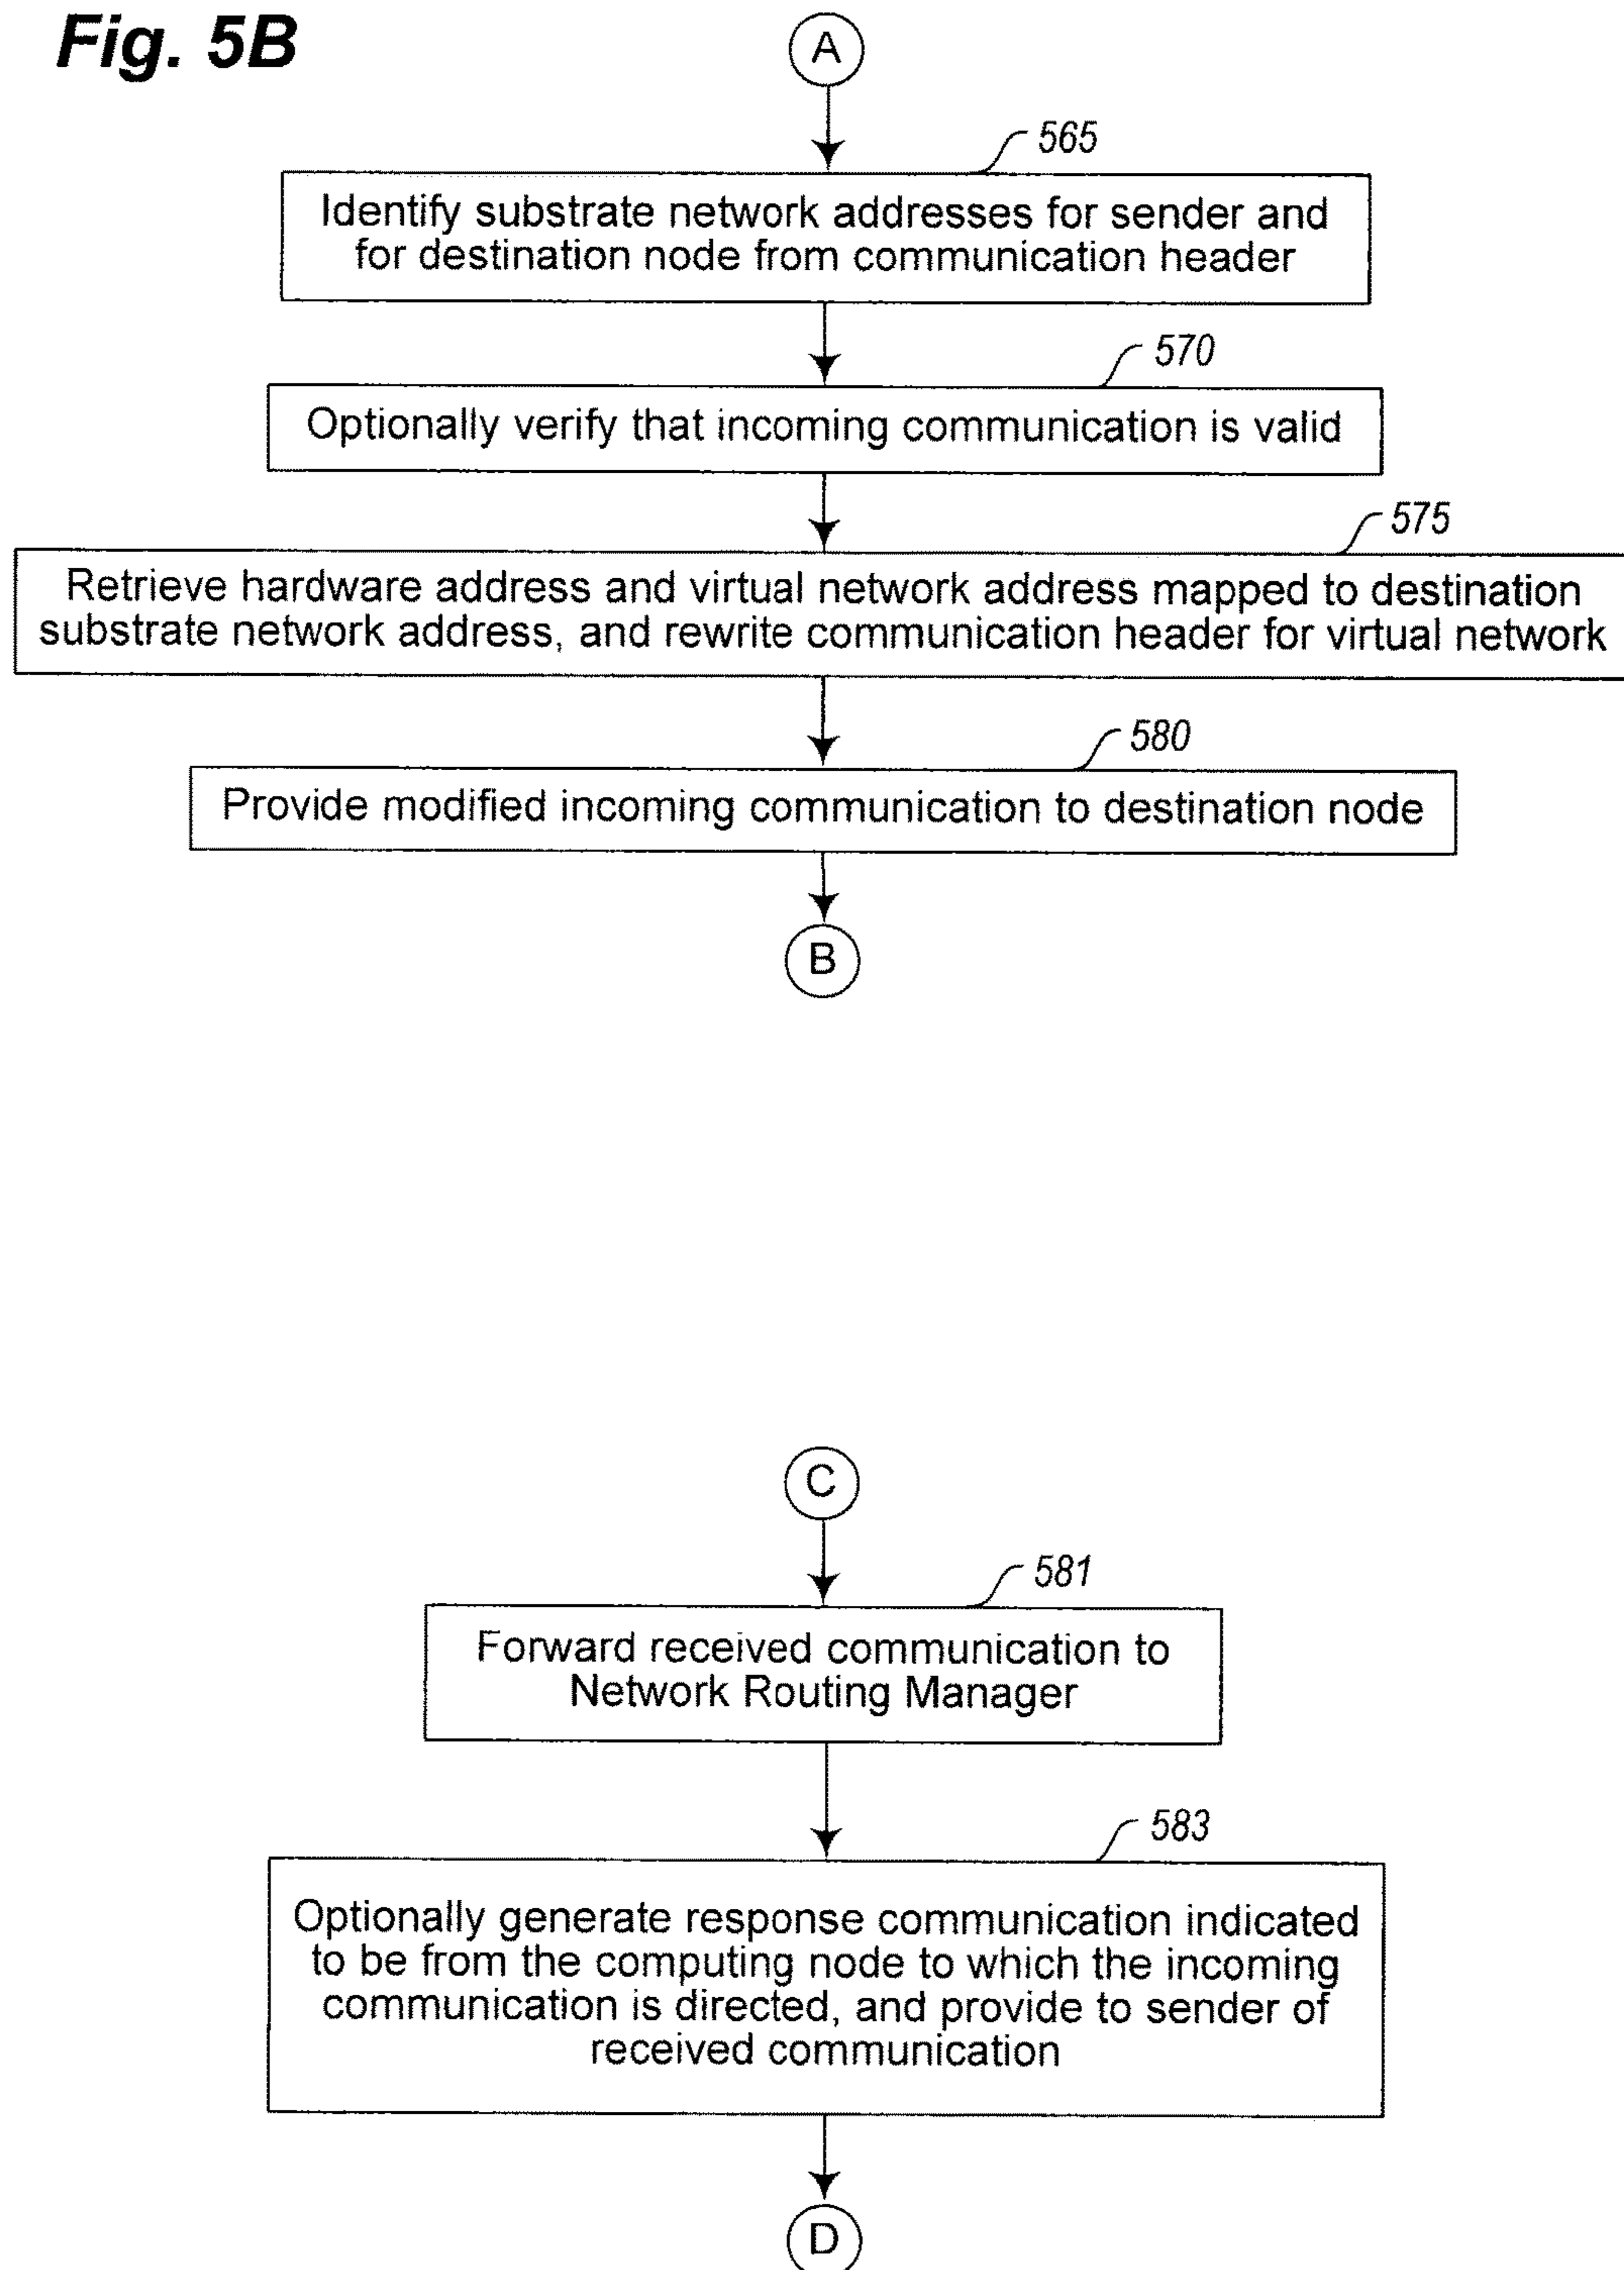 Fig. 5B
A
565
Identify substrate network addresses for sender and
for destination node from communication header
570
Optionally verify that incoming communication is valid
575
Retrieve hardware address and virtual network address mapped to destination
substrate network address, and rewrite communication header for virtual network
580
Provide modified incoming communication to destination node
B
C
581
Forward received communication to
Network Routing Manager
583
Optionally generate response communication indicated
to be from the computing node to which the incoming
communication is directed, and provide to sender of
received communication
D